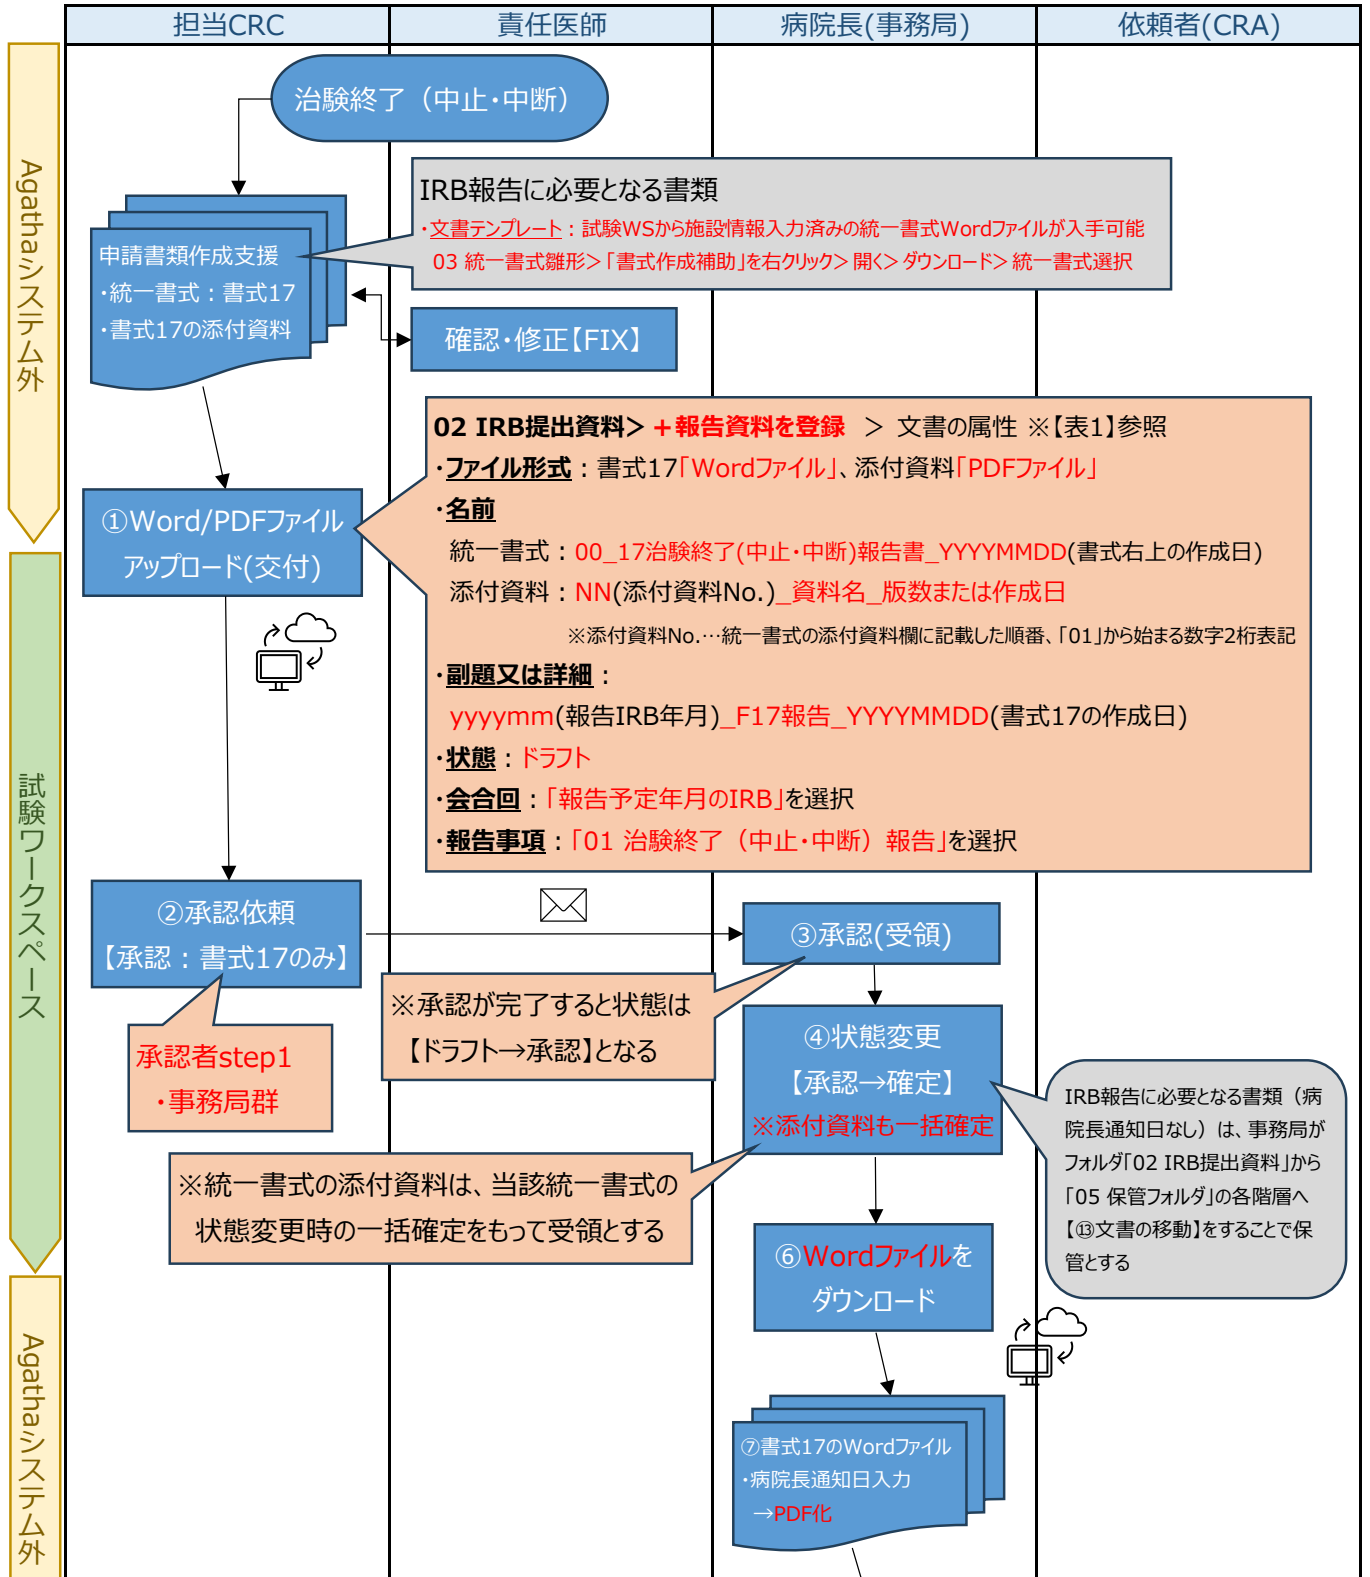 担当CRC
責任医師
病院長(事務局)
依頼者(CRA)
Agathaシステム外
治験終了（中止・中断）
IRB報告に必要となる書類
・文書テンプレート：試験WSから施設情報入力済みの統一書式Wordファイルが入手可能
03 統一書式雛形＞「書式作成補助」を右クリック＞開く＞ダウンロード＞統一書式選択
申請書類作成支援
・統一書式：書式17
・書式17の添付資料
確認・修正【FIX】
02 IRB提出資料＞＋報告資料を登録 ＞ 文書の属性 ※【表1】参照
・ファイル形式：書式17「Wordファイル」、添付資料「PDFファイル」
・名前
統一書式：00_17治験終了(中止・中断)報告書_YYYYMMDD(書式右上の作成日)
添付資料：NN(添付資料No.)_資料名_版数または作成日
※添付資料No.…統一書式の添付資料欄に記載した順番、「01」から始まる数字2桁表記
・副題又は詳細：
yyyymm(報告IRB年月)_F17報告_YYYYMMDD(書式17の作成日)
・状態：ドラフト
・会合回：「報告予定年月のIRB」を選択
・報告事項：「01 治験終了（中止・中断）報告」を選択
①Word/PDFファイル
アップロード(交付)
試験ワークスペース
②承認依頼
【承認：書式17のみ】
承認者step1
・事務局群
③承認(受領)
※承認が完了すると状態は
【ドラフト→承認】となる
④状態変更
【承認→確定】
※添付資料も一括確定
※統一書式の添付資料は、当該統一書式の
状態変更時の一括確定をもって受領とする
IRB報告に必要となる書類（病
院長通知日なし）は、事務局が
フォルダ「02 IRB提出資料」から
「05 保管フォルダ」の各階層へ
【⑬文書の移動】をすることで保
管とする
⑥Wordファイルを
ダウンロード
Agathaシステム外
⑦書式17のWordファイル
・病院長通知日入力
→PDF化